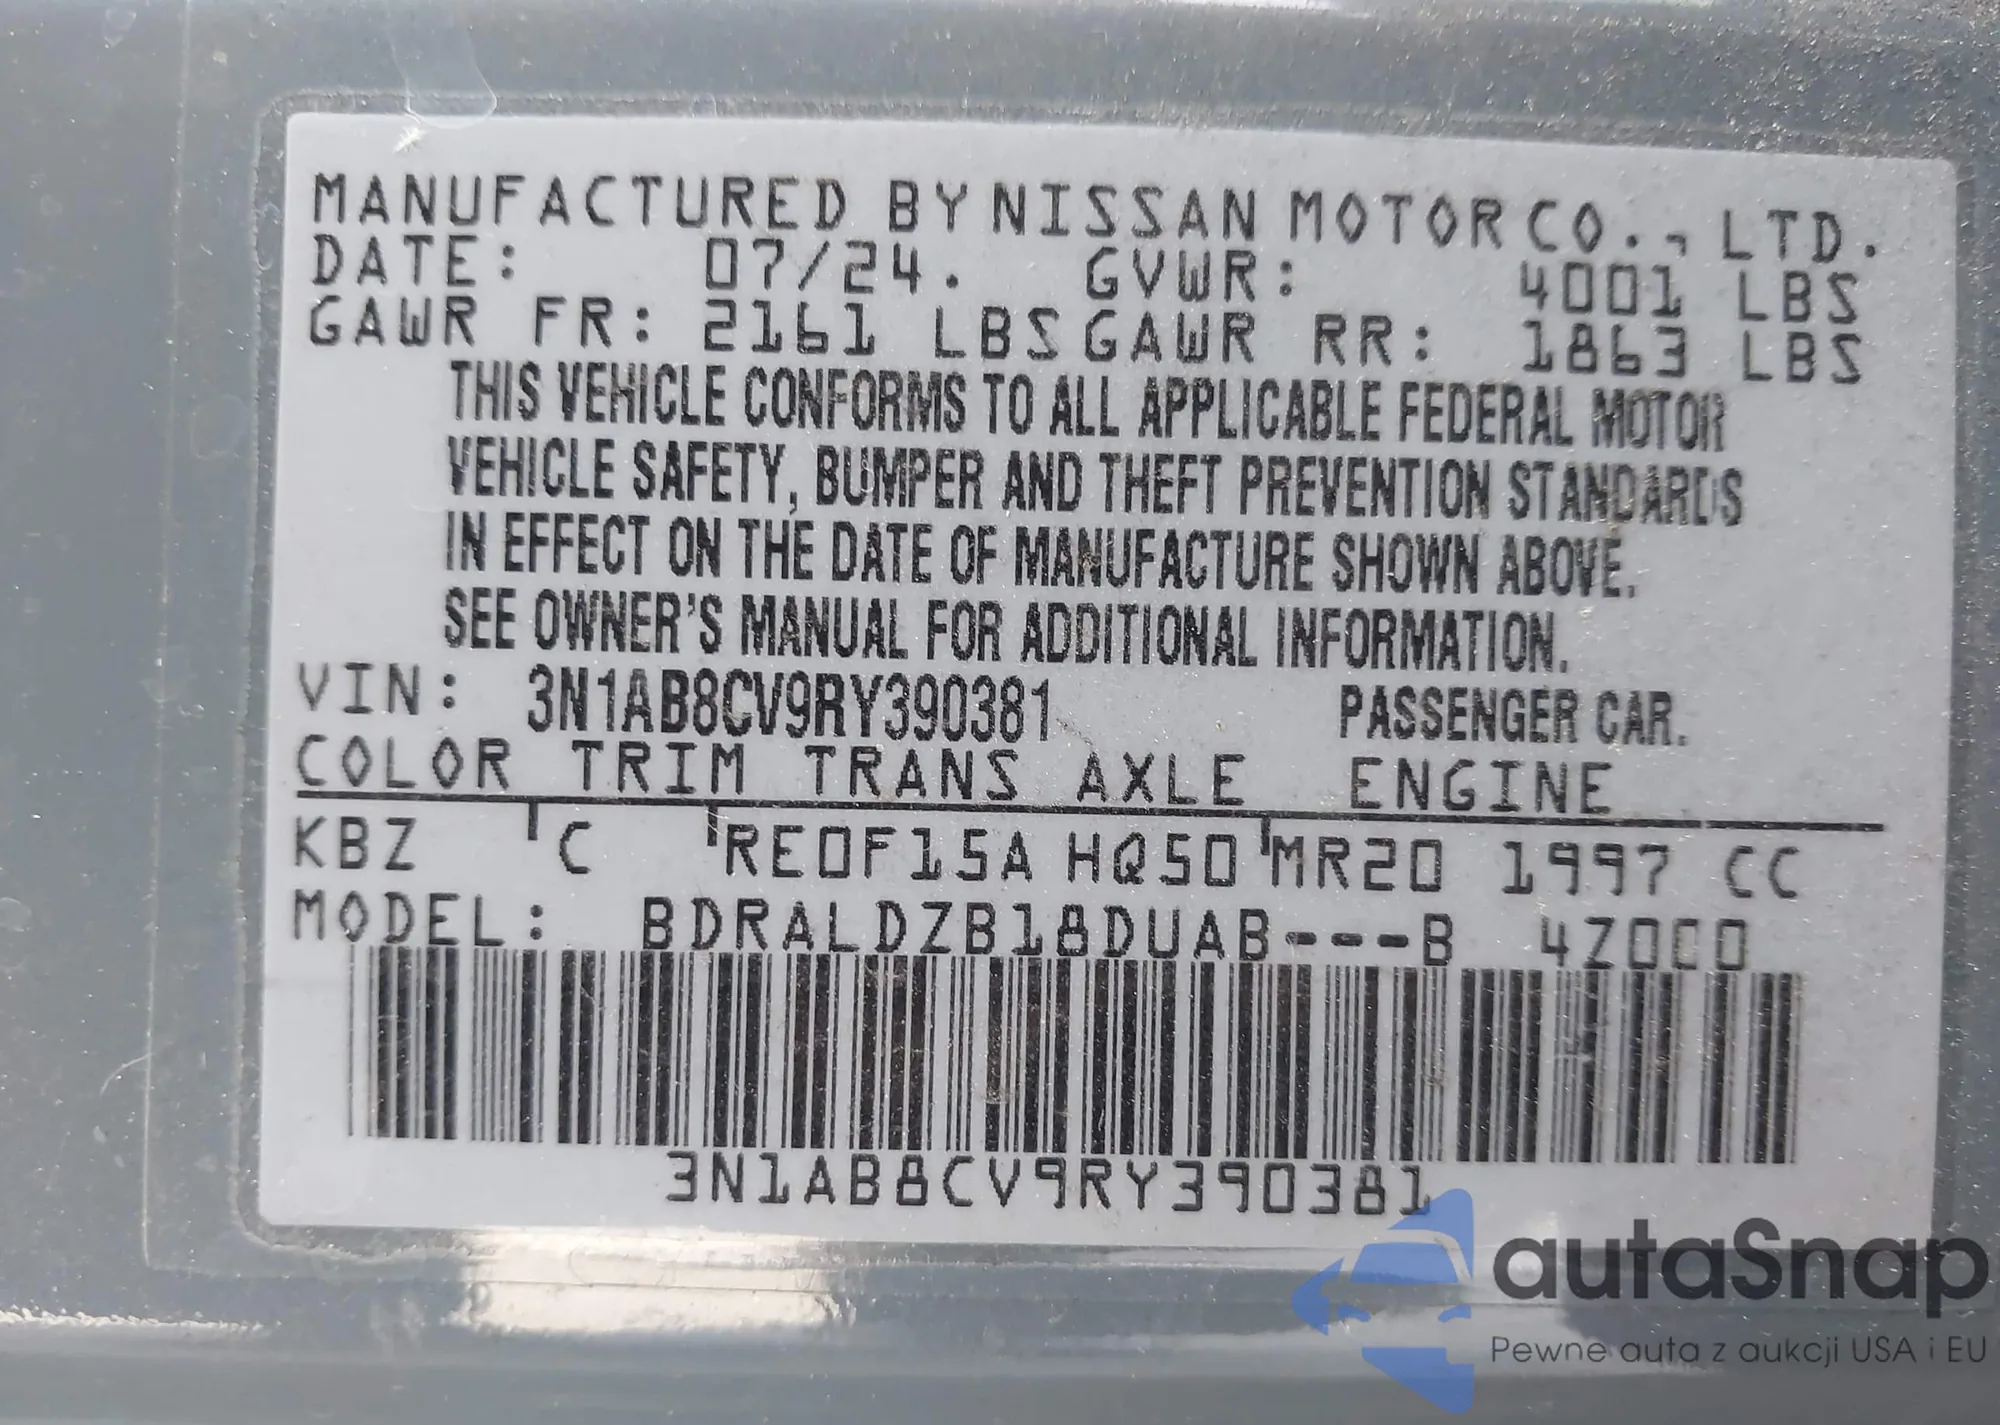 MANUFACTURED BY NISSAN MOTOR CO., LTD.
DATE: 07/24. GVWR: 4001 LBS
GAWR FR: 2161 LBS GAWR RR: 1863 LBS
THIS VEHICLE CONFORMS TO ALL APPLICABLE FEDERAL MOTOR
VEHICLE SAFETY, BUMPER AND THEFT PREVENTION STANDARDS
IN EFFECT ON THE DATE OF MANUFACTURE SHOWN ABOVE.
SEE OWNER'S MANUAL FOR ADDITIONAL INFORMATION.
VIN: 3N1AB8CV9RY390381 PASSENGER CAR.
COLOR TRIM TRANS AXLE ENGINE
KBZ C RE0F15A HQ50 MR20 1997 CC
MODEL: BDRALDZB18DUAB---B 4Z0C0
3N1AB8CV9RY390381
autaSnap
Pewne auta z aukcji USA i EU